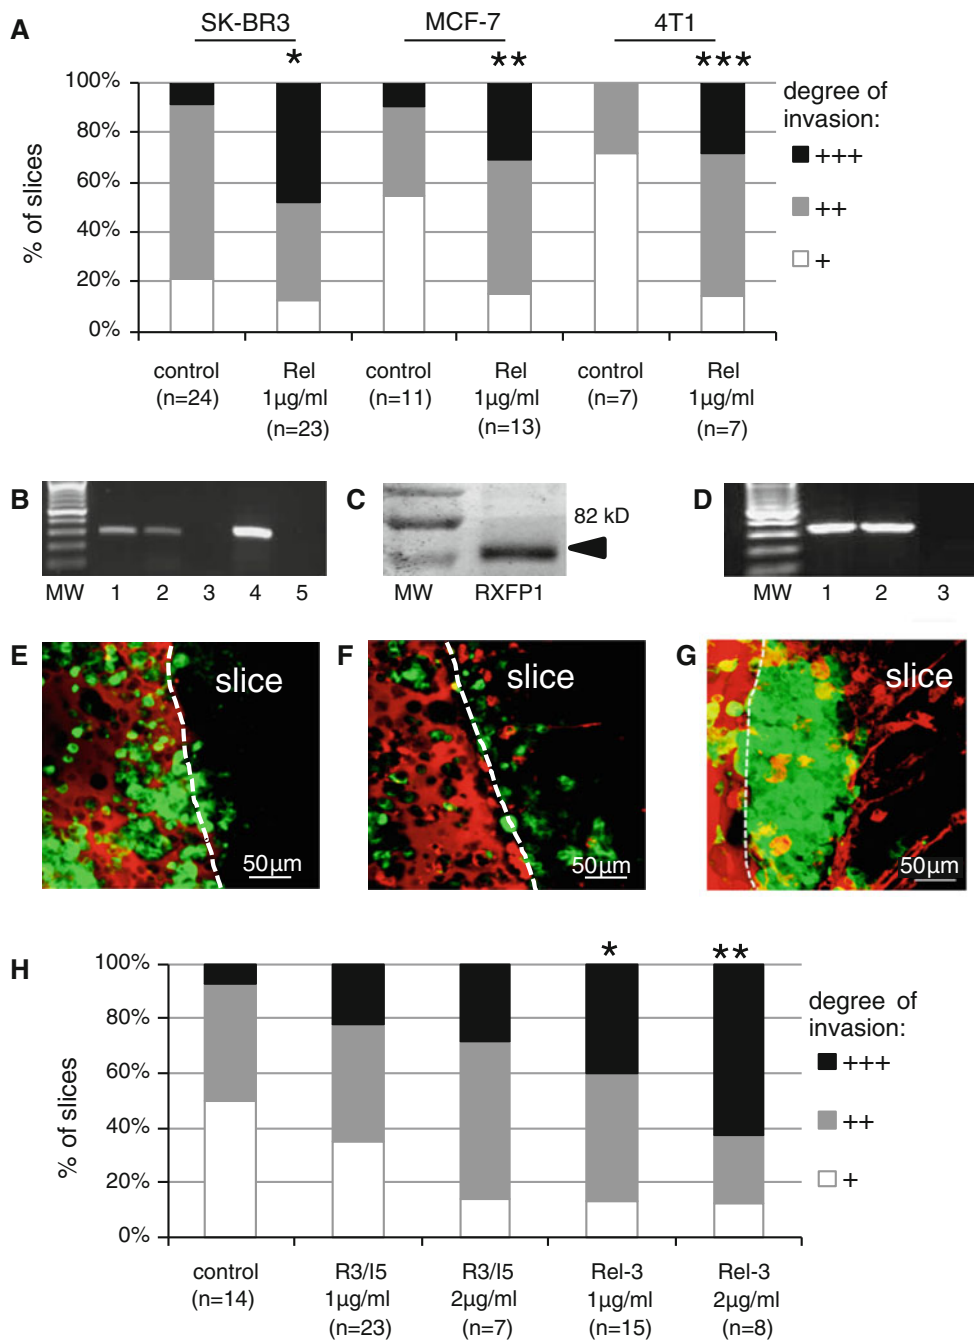 A
SK-BR3 MCF-7 4T1
* ** ***
100%
80%
60%
40%
20%
0%
% of slices
degree of
invasion:
+++
++
+
control
(n=24)
Rel
1µg/ml
(n=23)
control
(n=11)
Rel
1µg/ml
(n=13)
control
(n=7)
Rel
1µg/ml
(n=7)
B
MW 1 2 3 4 5
C
82 kD
MW RXFP1
D
MW 1 2 3
E
slice
50µm
F
slice
50µm
G
slice
50µm
H
* **
100%
80%
60%
40%
20%
0%
% of slices
degree of
invasion:
+++
++
+
control
(n=14)
R3/I5
1µg/ml
(n=23)
R3/I5
2µg/ml
(n=7)
Rel-3
1µg/ml
(n=15)
Rel-3
2µg/ml
(n=8)